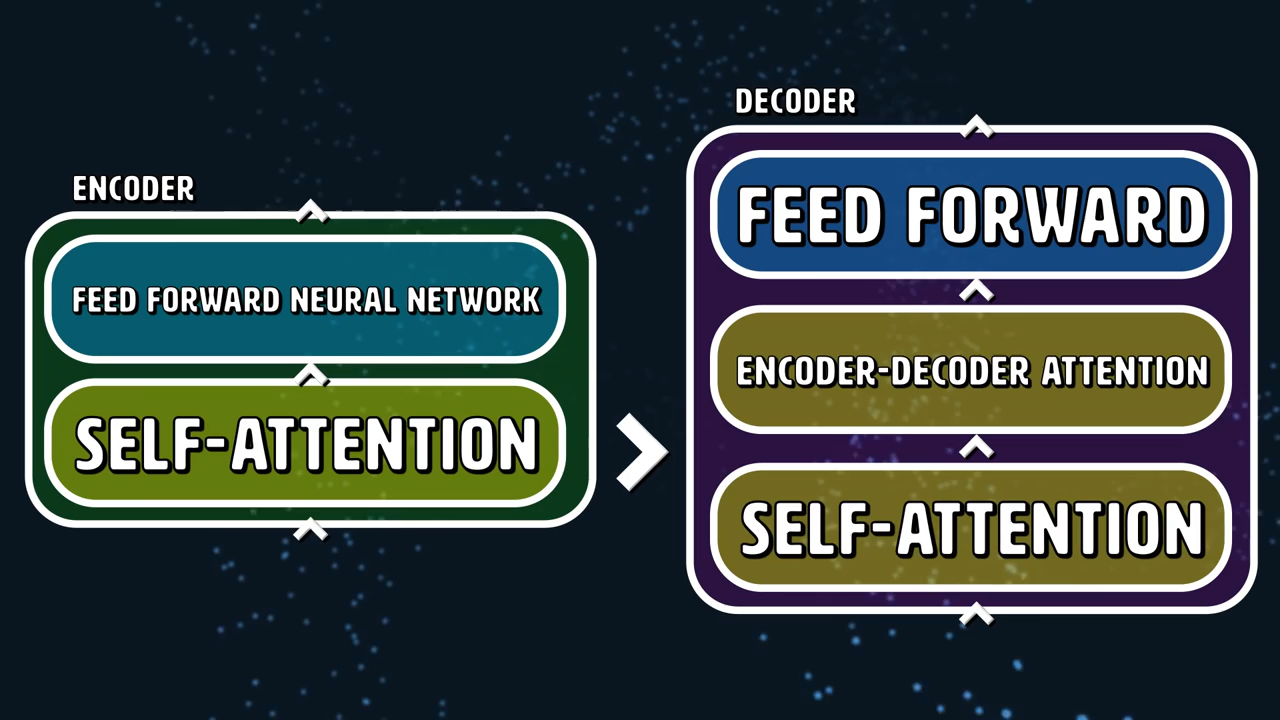 ENCODER
FEED FORWARD NEURAL NETWORK
SELF-ATTENTION
DECODER
FEED FORWARD
ENCODER-DECODER ATTENTION
SELF-ATTENTION